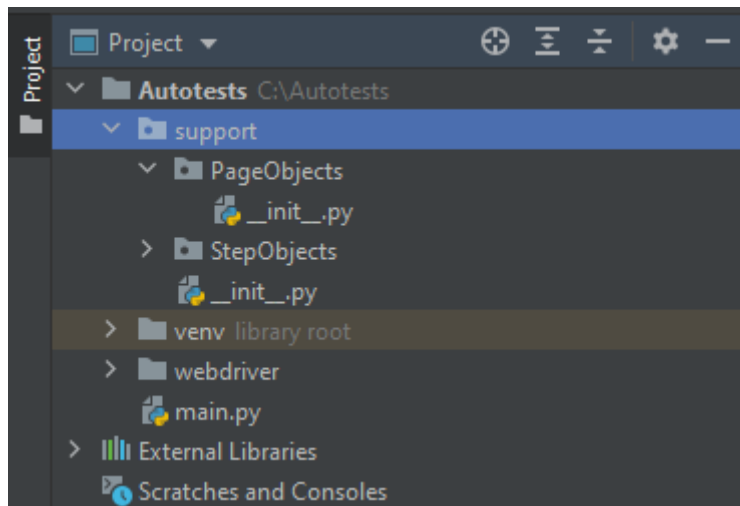 Project
Project
Autotests C:\Autotests
support
PageObjects
__init__.py
StepObjects
__init__.py
venv library root
webdriver
main.py
External Libraries
Scratches and Consoles